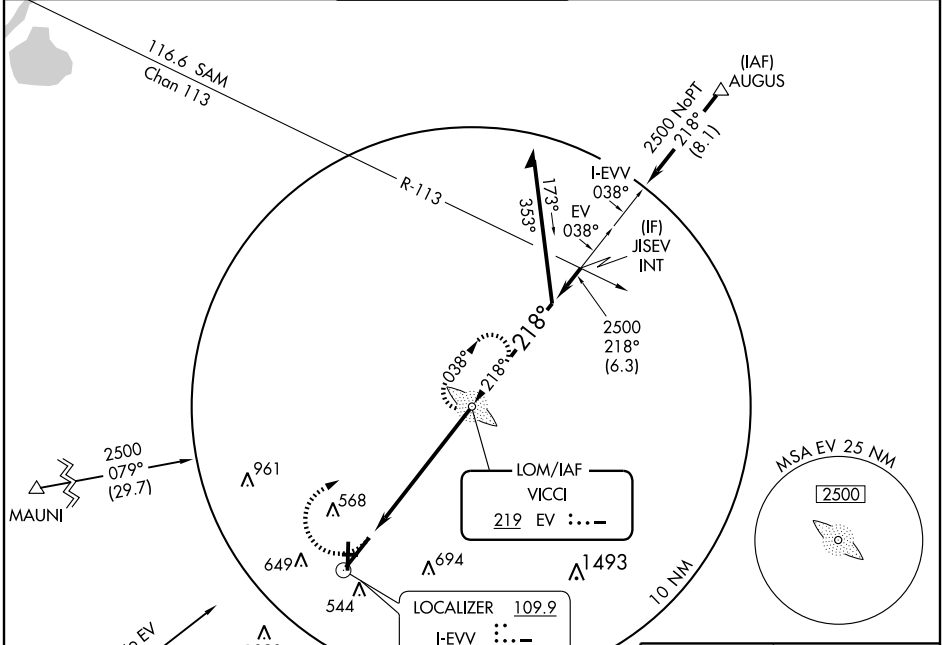 116.6 SAM
Chan 113
R-113
(IAF)
AUGUS
2500 NoPT
218°
(8.1)
I-EVV
038°
EV
038°
173°
353°
(IF)
JISEV
INT
2500
218°
(6.3)
218°
038°
218°
2500
079°
(29.7)
MAUNI
961
568
649
694
1493
544
LOM/IAF
VICCI
219 EV
MSA EV 25 NM
2500
10 NM
LOCALIZER 109.9
I-EVV
EV